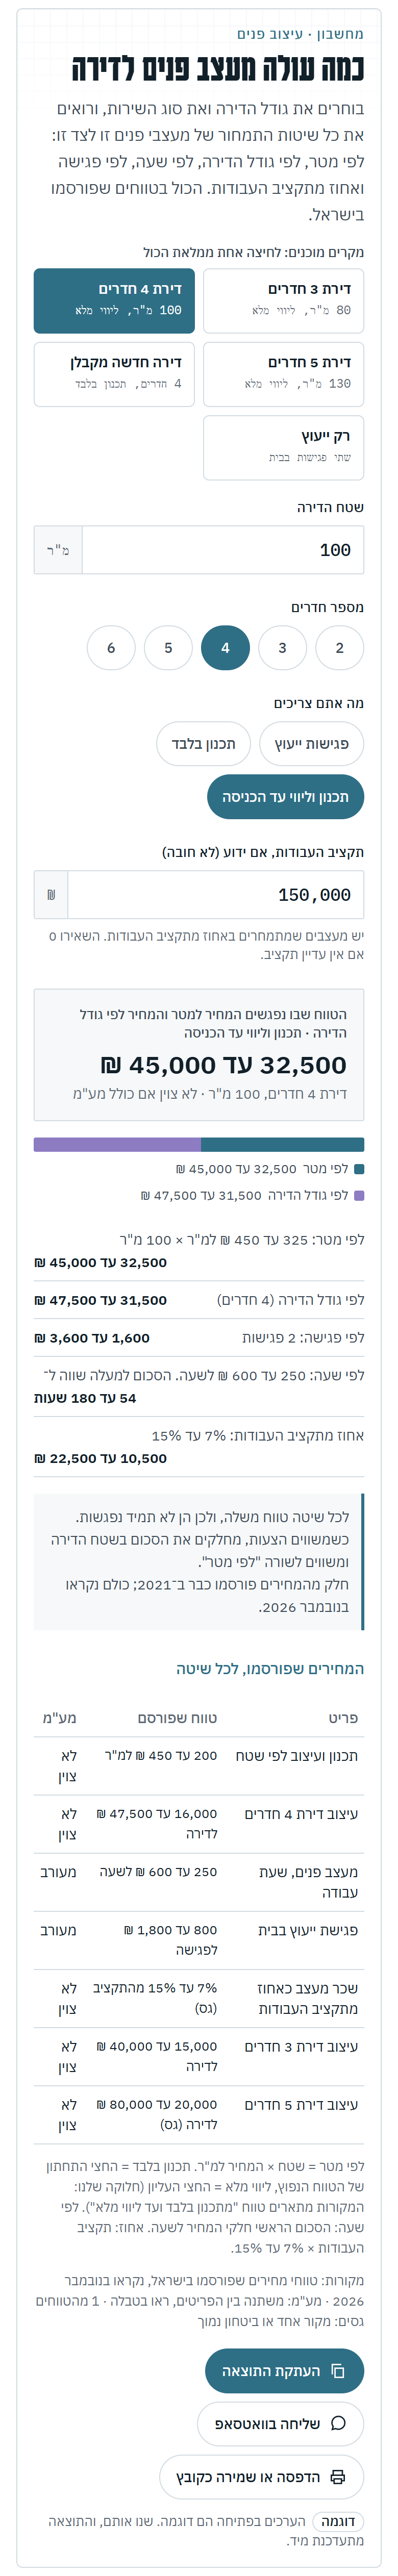 מחשבון · עיצוב פנים
כמה עולה מעצב פנים לדירה
בוחרים את גודל הדירה ואת סוג השירות, ורואים
את כל שיטות התמחור של מעצבי פנים זו לצד זו:
לפי מטר, לפי גודל הדירה, לפי שעה, לפי פגישה
ואחוז מתקציב העבודות. הכול בטווחים שפורסמו
בישראל.
מקרים מוכנים: לחיצה אחת ממלאת הכול
דירת 3 חדרים
80 מ"ר, ליווי מלא
דירת 4 חדרים
100 מ"ר, ליווי מלא
דירת 5 חדרים
130 מ"ר, ליווי מלא
דירה חדשה מקבלן
4 חדרים, תכנון בלבד
רק ייעוץ
שתי פגישות בבית
שטח הדירה
100
מ"ר
מספר חדרים
2
3
4
5
6
מה אתם צריכים
פגישות ייעוץ
תכנון בלבד
תכנון וליווי עד הכניסה
תקציב העבודות, אם ידוע (לא חובה)
150,000
₪
יש מעצבים שמתמחרים באחוז מתקציב העבודות. השאירו 0
אם אין עדיין תקציב.
הטווח שבו נפגשים המחיר למטר והמחיר לפי גודל
הדירה · תכנון וליווי עד הכניסה
32,500 עד 45,000 ₪
דירת 4 חדרים, 100 מ"ר · לא צוין אם כולל מע"מ
לפי מטר 32,500 עד 45,000 ₪
לפי גודל הדירה 31,500 עד 47,500 ₪
לפי מטר: 325 עד 450 ₪ למ"ר × 100 מ"ר
32,500 עד 45,000 ₪
לפי גודל הדירה (4 חדרים)
31,500 עד 47,500 ₪
לפי פגישה: 2 פגישות
1,600 עד 3,600 ₪
לפי שעה: 250 עד 600 ₪ לשעה. הסכום למעלה שווה ל־
54 עד 180 שעות
אחוז מתקציב העבודות: 7% עד 15%
10,500 עד 22,500 ₪
לכל שיטה טווח משלה, ולכן הן לא תמיד נפגשות.
כשמשווים הצעות, מחלקים את הסכום בשטח הדירה
ומשווים לשורה "לפי מטר".
חלק מהמחירים פורסמו כבר ב־2021; כולם נקראו
בנובמבר 2026.
המחירים שפורסמו, לכל שיטה
פריט
טווח שפורסם
מע"מ
תכנון ועיצוב לפי שטח
200 עד 450 ₪ למ"ר
לא
צוין
עיצוב דירת 4 חדרים
16,000 עד 47,500 ₪
לדירה
לא
צוין
מעצב פנים, שעת
עבודה
250 עד 600 ₪ לשעה
מעורב
פגישת ייעוץ בבית
800 עד 1,800 ₪
לפגישה
מעורב
שכר מעצב כאחוז
מתקציב העבודות
7% עד 15% מהתקציב
(גס)
לא
צוין
עיצוב דירת 3 חדרים
15,000 עד 40,000 ₪
לדירה
לא
צוין
עיצוב דירת 5 חדרים
20,000 עד 80,000 ₪
לדירה (גס)
לא
צוין
לפי מטר = שטח × המחיר למ"ר. תכנון בלבד = החצי התחתון
של הטווח הנפוץ, ליווי מלא = החצי העליון (חלוקה שלנו:
המקורות מתארים טווח "מתכנון בלבד ועד ליווי מלא"). לפי
שעה: הסכום הראשי חלקי המחיר לשעה. אחוז: תקציב
העבודות × 7% עד 15%.
מקורות: טווחי מחירים שפורסמו בישראל, נקראו בנובמבר
2026 · מע"מ: משתנה בין הפריטים, ראו בטבלה · 1 מהטווחים
גסים: מקור אחד או ביטחון נמוך
העתקת התוצאה
שליחה בוואטסאפ
הדפסה או שמירה כקובץ
דוגמה הערכים בפתיחה הם דוגמה. שנו אותם, והתוצאה
מתעדכנת מיד.